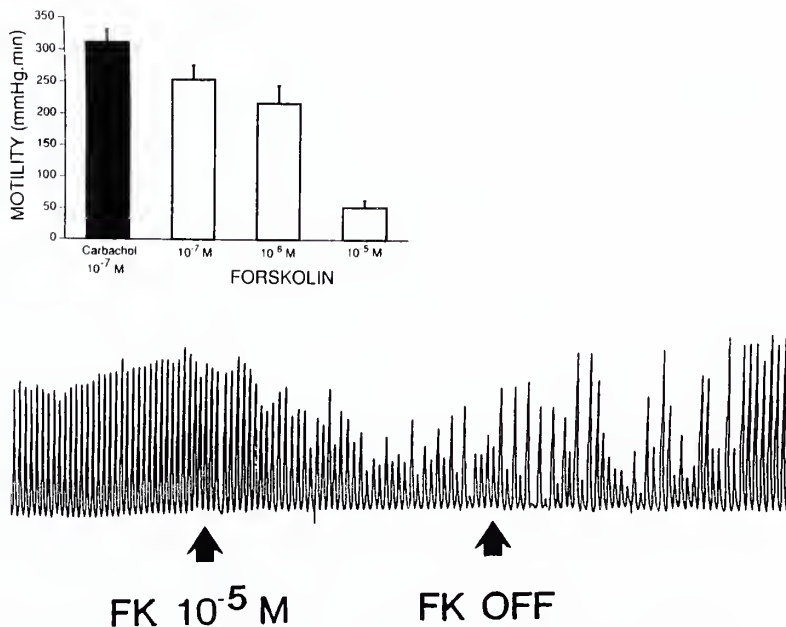 MOTILITY (mmHg.min)
350
300
250
200
150
100
50
0
Carbachol
10⁻⁷ M
10⁻⁷ M
10⁻⁶ M
10⁻⁵ M
FORSKOLIN
FK 10⁻⁵ M
FK OFF